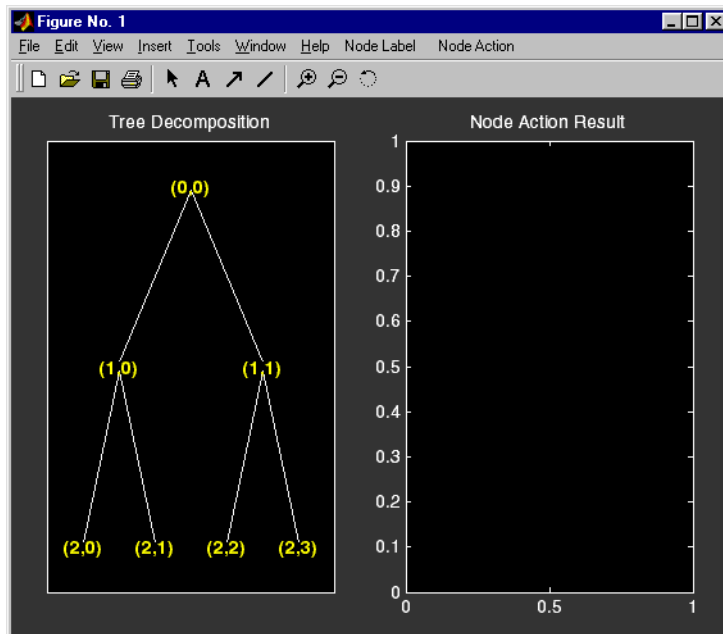 Figure No. 1
File Edit View Insert Tools Window Help Node Label Node Action
A
Tree Decomposition
(0,0)
(1,0) (1,1)
(2,0) (2,1) (2,2) (2,3)
Node Action Result
1
0.9
0.8
0.7
0.6
0.5
0.4
0.3
0.2
0.1
0
0 0.5 1